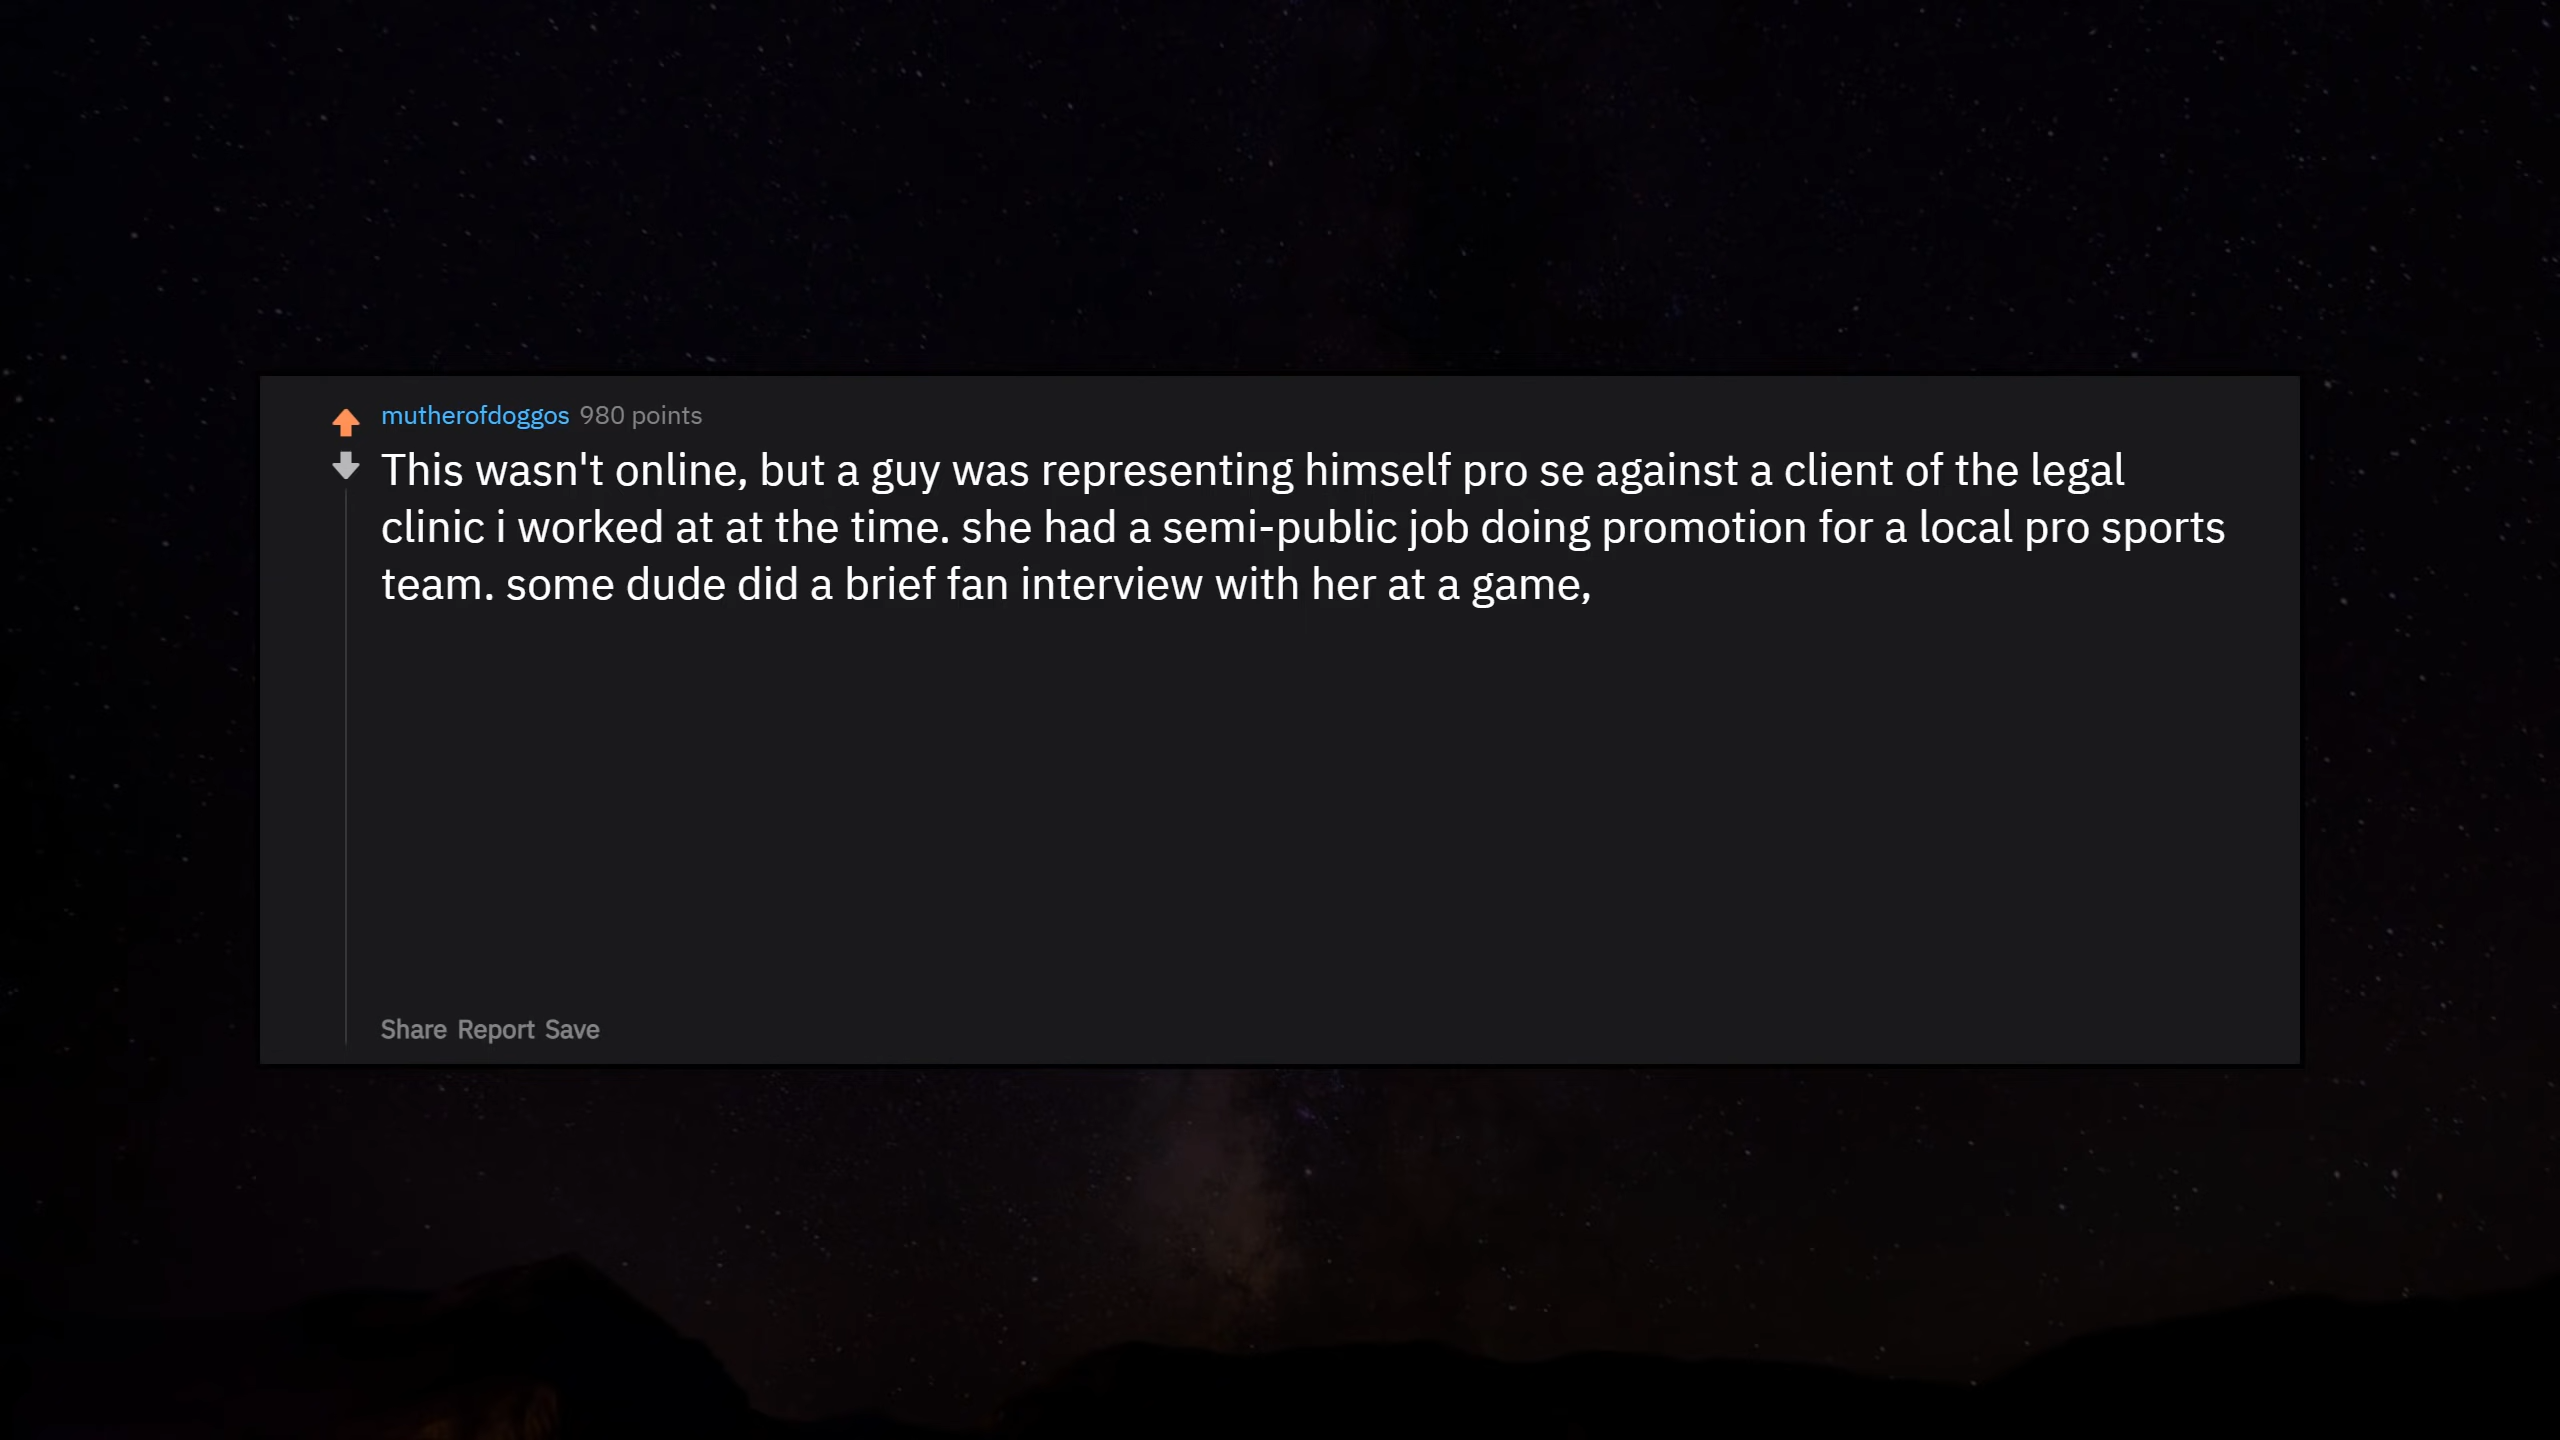 mutherofdoggos 980 points
This wasn't online, but a guy was representing himself pro se against a client of the legal
clinic i worked at at the time. she had a semi-public job doing promotion for a local pro sports
team. some dude did a brief fan interview with her at a game,
Share Report Save